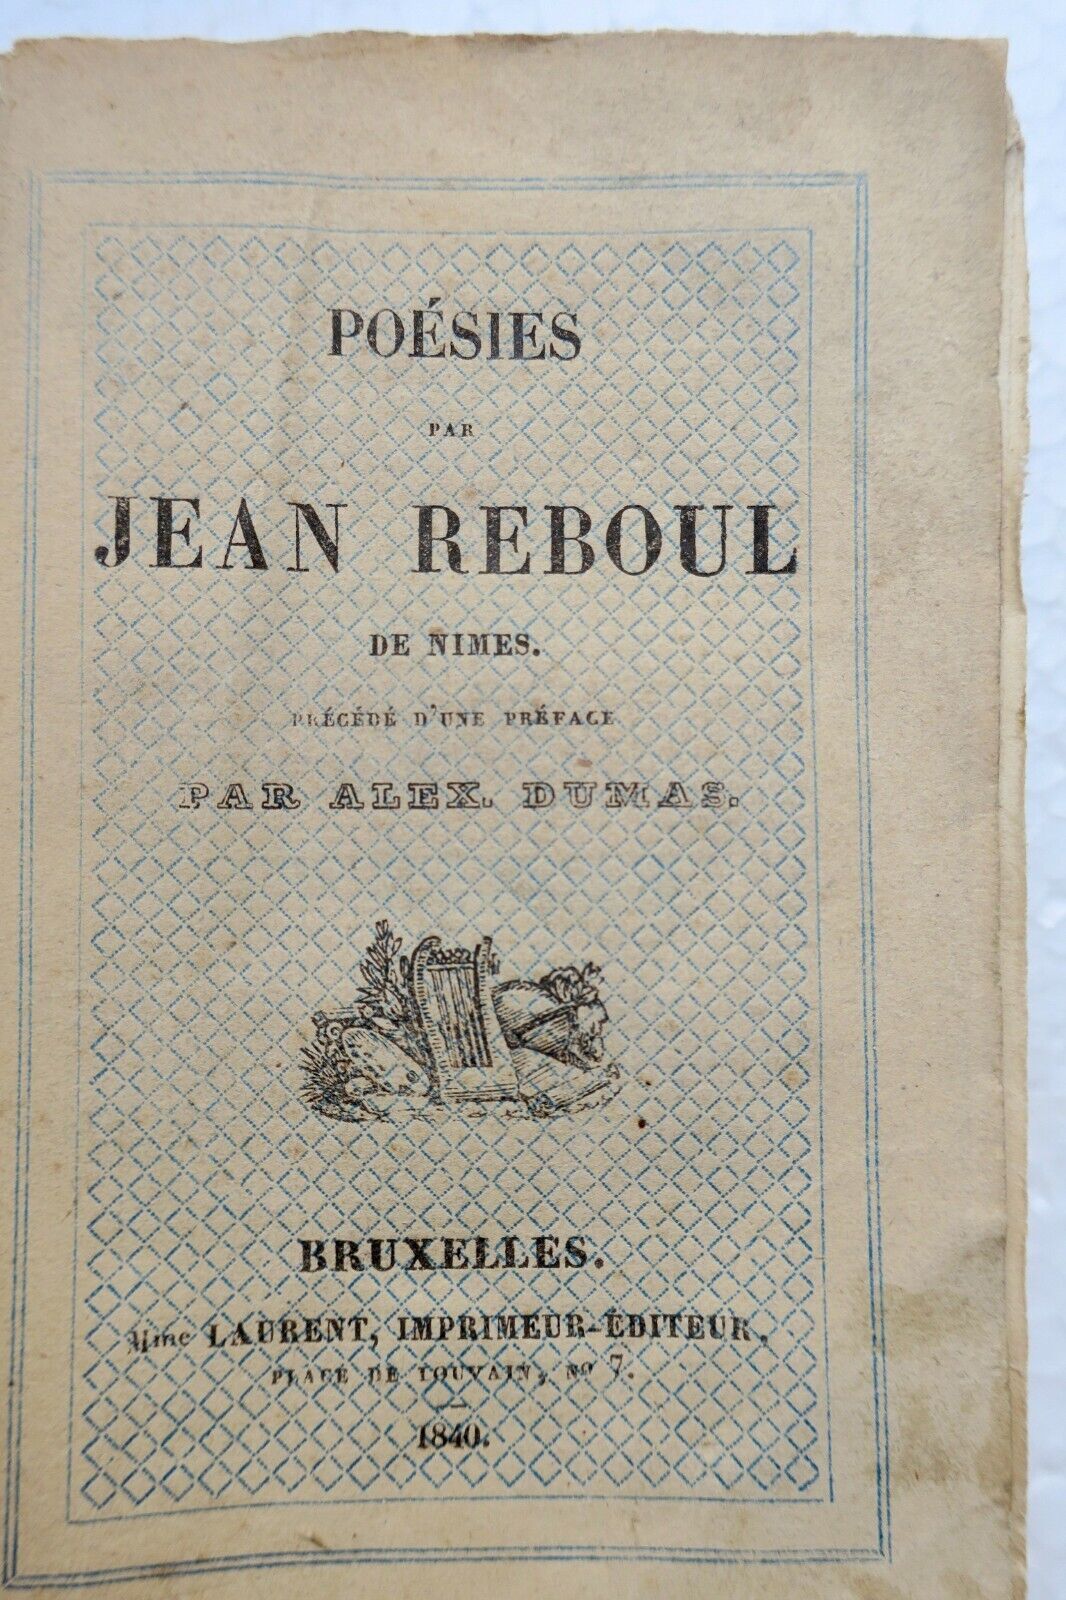 POÉSIES
PAR
JEAN REBOUL
DE NIMES.
PRÉCÉDÉ D'UNE PRÉFACE
PAR ALEX. DUMAS.
BRUXELLES.
Mme LAURENT, IMPRIMEUR-ÉDITEUR,
PLACE DE LOUVAIN, No 7.
1840.